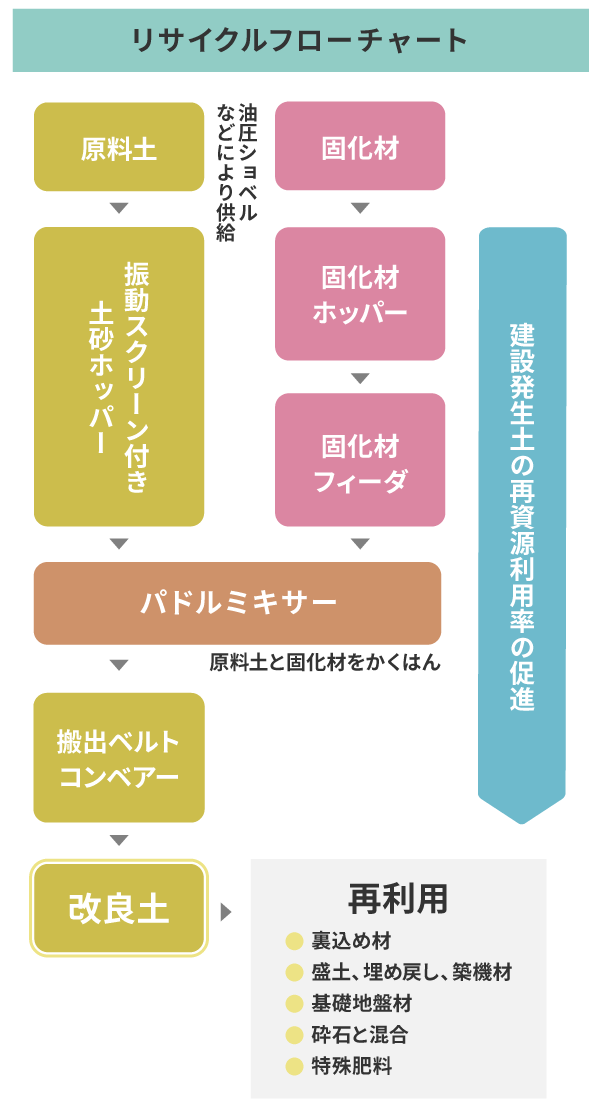 リサイクルフローチャート
原料土
油圧ショベル
などにより供給
固化材
振動スクリーン付き
土砂ホッパー
固化材
ホッパー
固化材
フィーダ
建設発生土の再資源利用率の促進
パドルミキサー
原料土と固化材をかくはん
搬出ベルト
コンベアー
改良土
再利用
裏込め材
盛土、埋め戻し、築機材
基礎地盤材
砕石と混合
特殊肥料